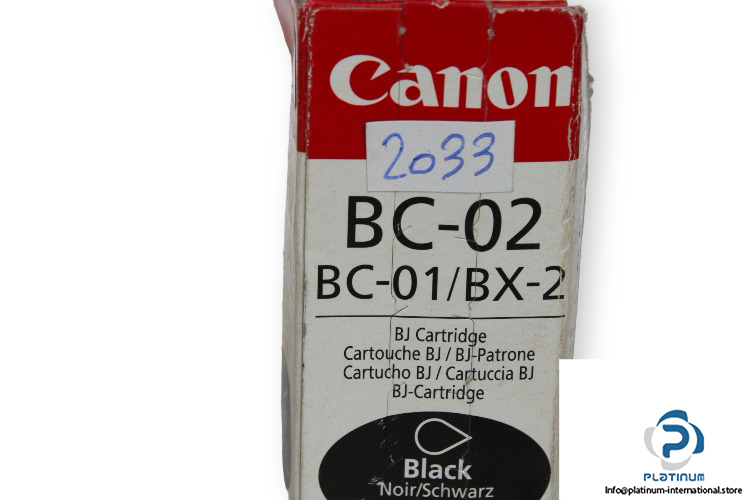 Canon
2033
BC-02
BC-01/BX-2
BJ Cartridge
Cartouche BJ / BJ-Patrone
Cartucho BJ / Cartuccia BJ
BJ-Cartridge
Black
Noir/Schwarz
PLATINUM
Info@platinum-international.store